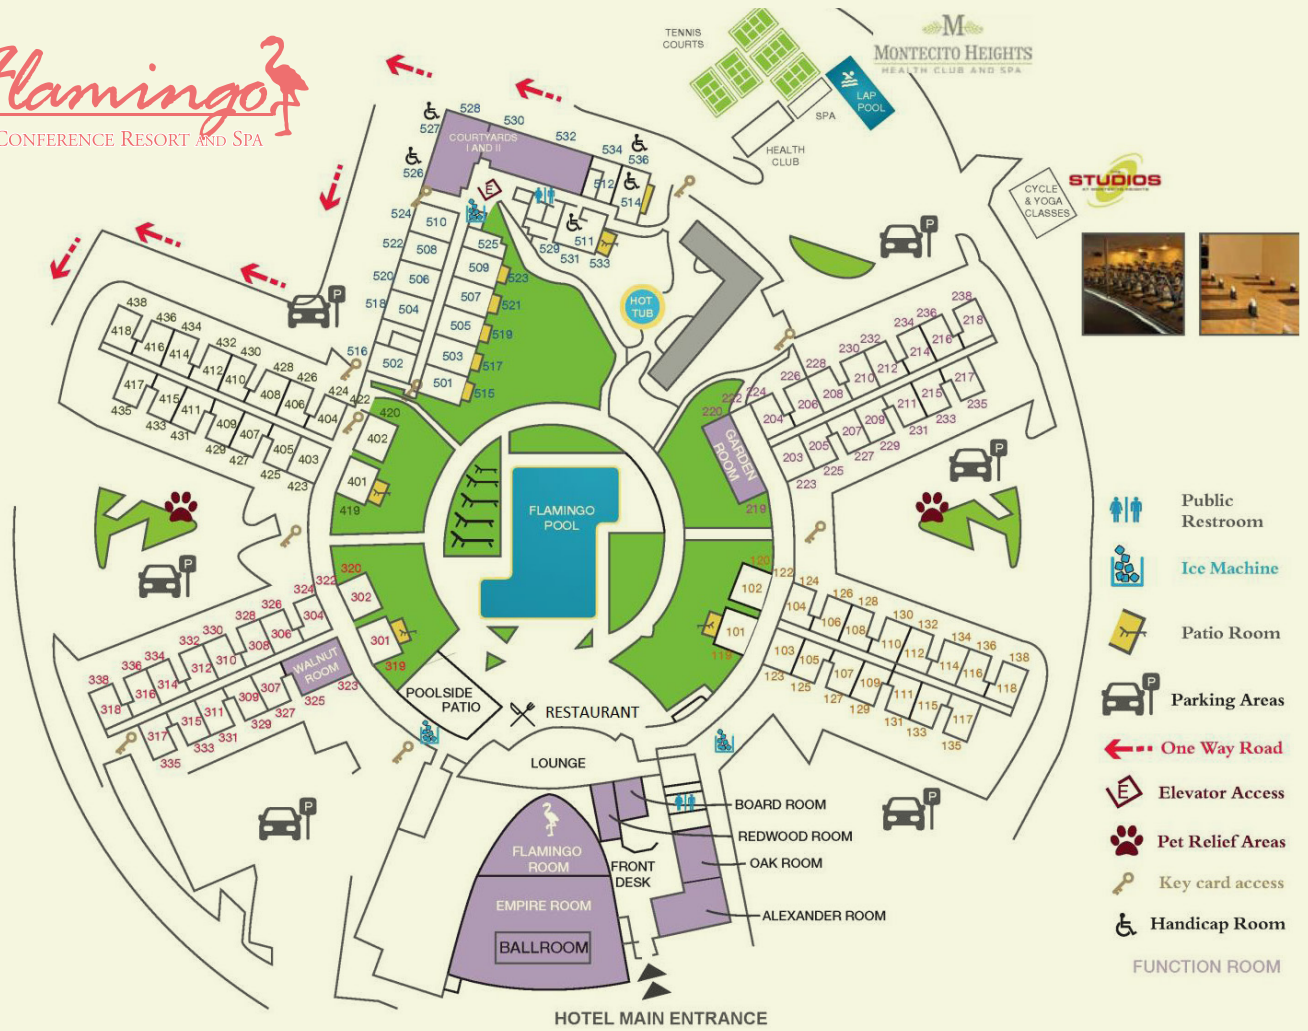 Flamingo
CONFERENCE RESORT AND SPA
TENNIS
COURTS
M
MONTECITO HEIGHTS
HEALTH CLUB AND SPA
LAP
POOL
SPA
HEALTH
CLUB
CYCLE
& YOGA
CLASSES
STUDIOS
AT MONTECITO HEIGHTS
528
530
532
534
536
527
526
COURTYARDS
I AND II
512
514
E
524
510
525
529
531
511
533
522
508
509
523
520
506
507
521
518
504
505
519
516
502
503
517
501
515
HOT
TUB
P
P
P
P
P
P
438
436
434
432
430
428
426
424
422
420
418
416
414
412
410
408
406
404
402
417
415
411
409
407
405
403
401
435
433
431
429
427
425
423
419
238
236
234
232
230
228
226
224
222
220
218
216
214
212
210
208
206
204
217
215
211
209
207
205
203
235
233
231
229
227
225
223
219
GARDEN
ROOM
FLAMINGO
POOL
320
322
324
326
328
330
332
334
336
338
302
304
306
308
310
312
314
316
318
301
307
309
311
315
317
319
323
325
327
329
331
333
335
WALNUT
ROOM
120
122
124
126
128
130
132
134
136
138
102
104
106
108
110
112
114
116
118
101
103
105
107
109
111
115
117
119
123
125
127
129
131
133
135
POOLSIDE
PATIO
RESTAURANT
LOUNGE
BOARD ROOM
REDWOOD ROOM
OAK ROOM
ALEXANDER ROOM
FLAMINGO
ROOM
FRONT
DESK
EMPIRE ROOM
BALLROOM
HOTEL MAIN ENTRANCE
Public
Restroom
Ice Machine
Patio Room
P
Parking Areas
One Way Road
E
Elevator Access
Pet Relief Areas
Key card access
Handicap Room
FUNCTION ROOM